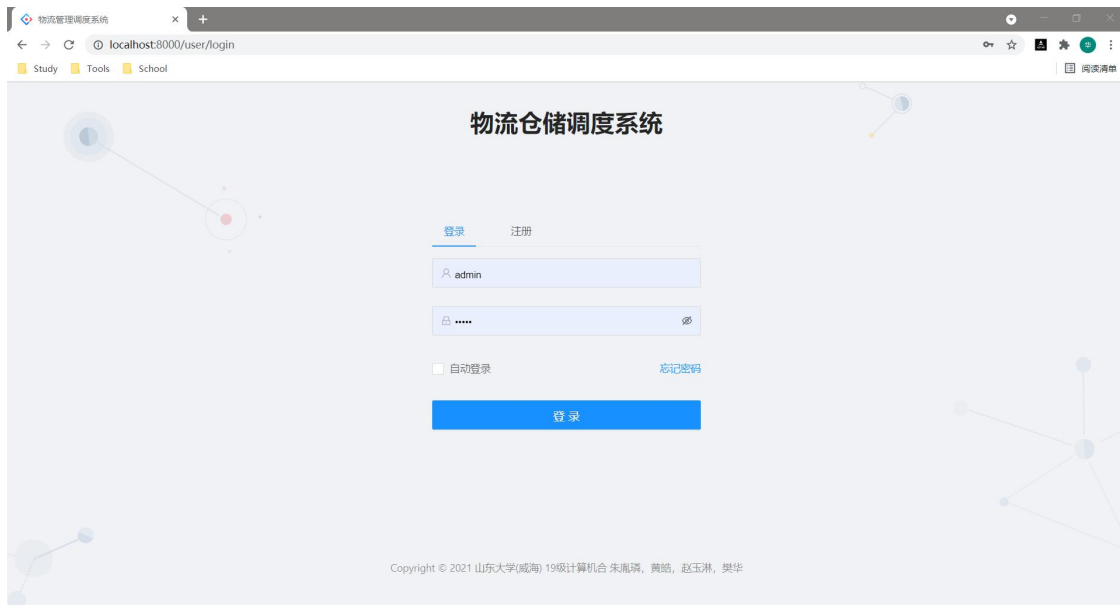 物流管理调度系统
localhost:8000/user/login
华
Study Tools School
阅读清单
物流仓储调度系统
登录 注册
admin
自动登录 忘记密码
登录
Copyright © 2021 山东大学(威海) 19级计算机合 朱胤璘，黄皓，赵玉淋，樊华